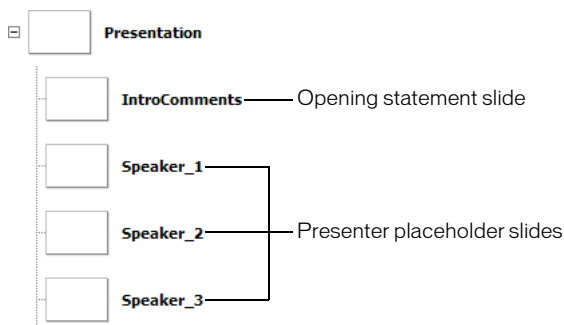 Presentation
IntroComments Opening statement slide
Speaker_1
Speaker_2 Presenter placeholder slides
Speaker_3